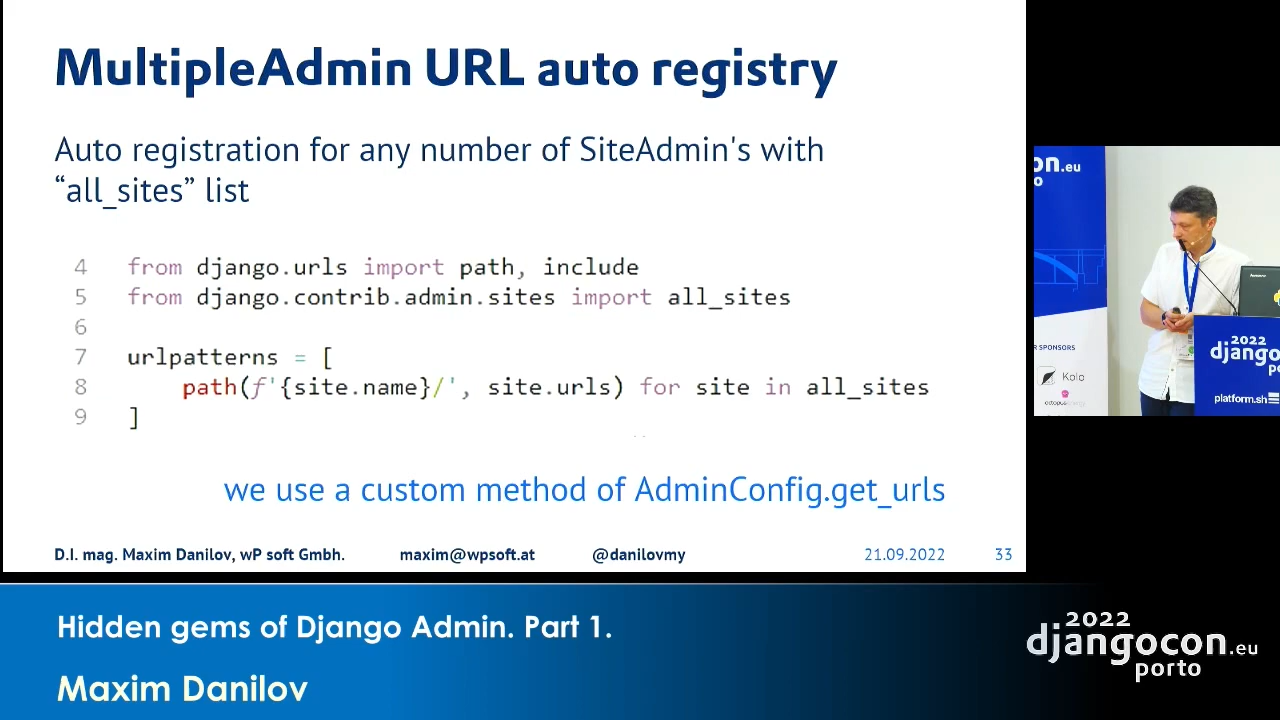 MultipleAdmin URL auto registry
Auto registration for any number of SiteAdmin's with
“all_sites” list
4 from django.urls import path, include
5 from django.contrib.admin.sites import all_sites
6
7 urlpatterns = [
8 path(f'{site.name}/', site.urls) for site in all_sites
9 ]
we use a custom method of AdminConfig.get_urls
D.I. mag. Maxim Danilov, wP soft Gmbh. maxim@wpsoft.at @danilovmy 21.09.2022 33
on.eu
o
R SPONSORS
Kolo
2022
djangoc
platform.sh
Hidden gems of Django Admin. Part 1.
Maxim Danilov
2022
djangocon.eu
porto